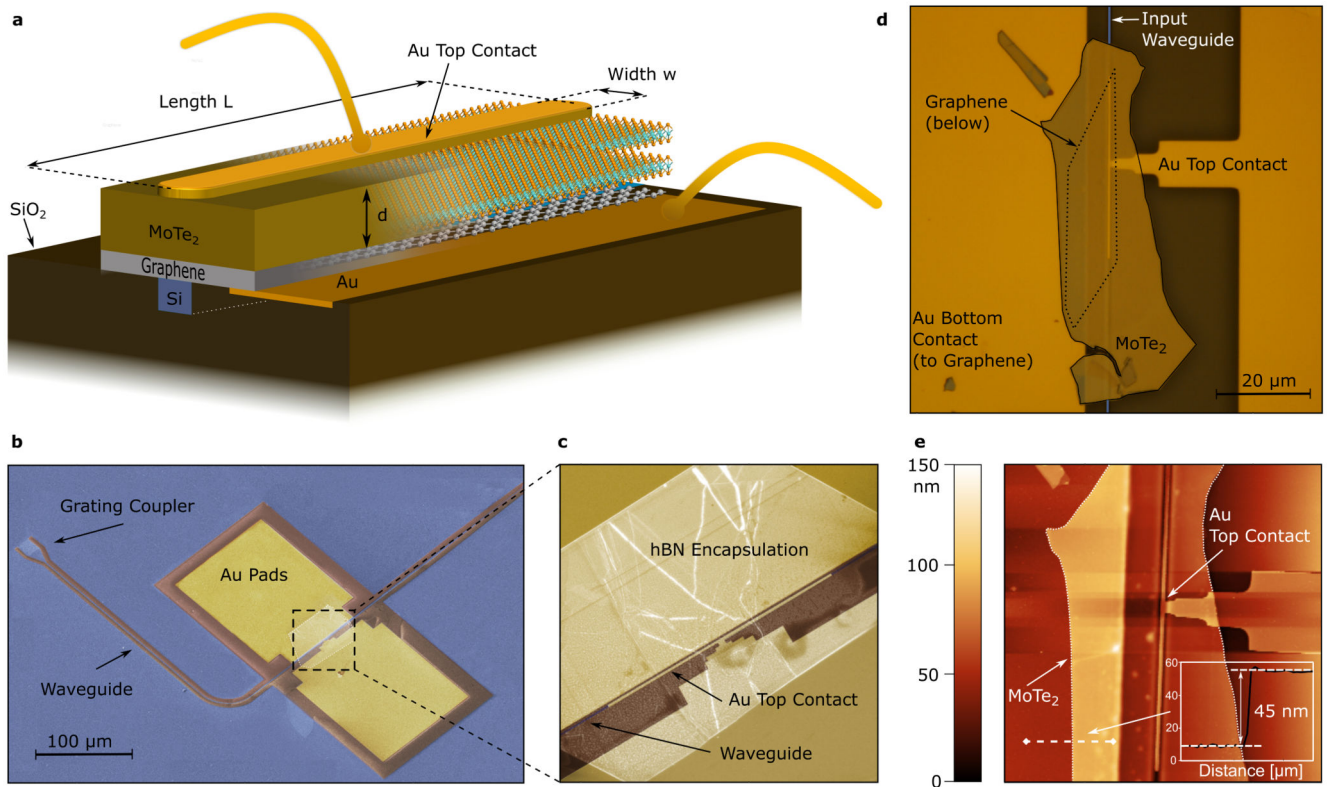 a
Au Top Contact
Width w
Length L
SiO2
d
MoTe2
Graphene
Au
Si
d
Input
Waveguide
Graphene
(below)
Au Top Contact
Au Bottom
Contact
(to Graphene)
MoTe2
20 µm
b
Grating Coupler
Au Pads
Waveguide
100 µm
c
hBN Encapsulation
Au Top Contact
Waveguide
e
150
nm
100
50
0
Au
Top Contact
MoTe2
60
40
20
0
45 nm
Distance [µm]